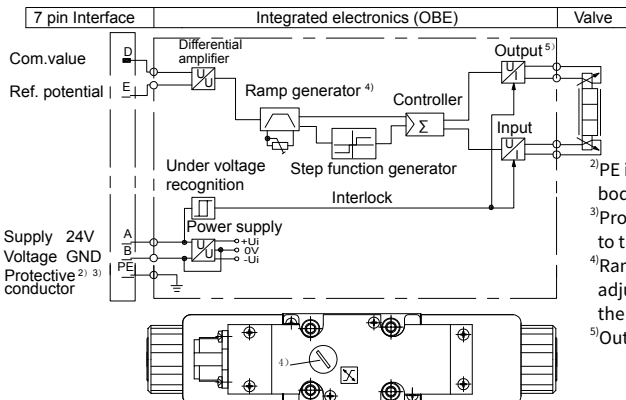 7 pin Interface Integrated electronics (OBE) Valve
Differential
amplifier
Output 5)
D
Com.value
U
U
U
I
E
Ref. potential
Ramp generator 4)
Controller
Σ
Input
U
I
Under voltage
recognition
Step function generator
Interlock
Power supply
Supply 24V A
+Ui
Voltage GND B
U
U
0V
-Ui
Protective 2) 3) PE
conductor
2)PE i
bod
3)Pro
to t
4)Ran
adju
the
5)Out
4)